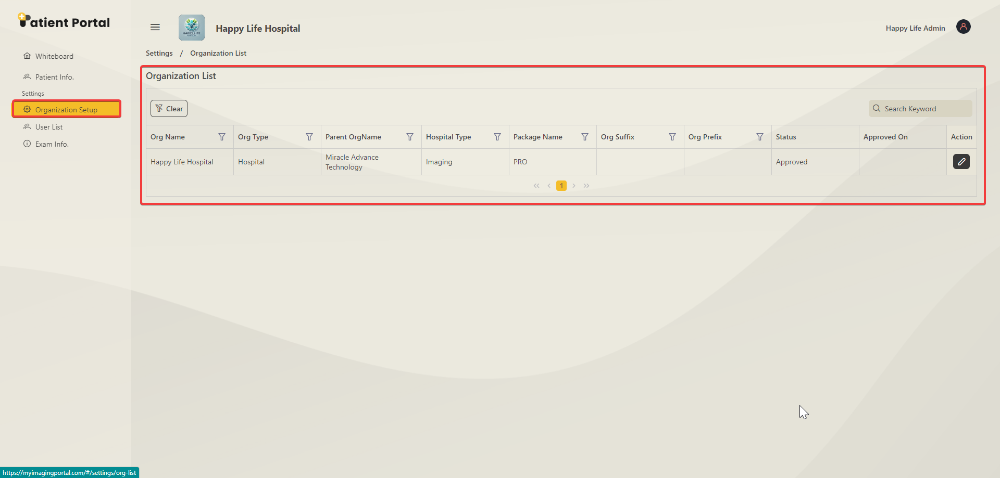 Patient Portal
HAPPY LIFE
Happy Life Hospital
Happy Life Admin
Whiteboard
Patient Info.
Settings
Organization Setup
User List
Exam Info.
Settings / Organization List
Organization List
Clear
Search Keyword
Org Name Org Type Parent OrgName Hospital Type Package Name Org Suffix Org Prefix Status Approved On Action
Happy Life Hospital Hospital Miracle Advance Technology Imaging PRO Approved
1
https://myimagingportal.com/#/settings/org-list